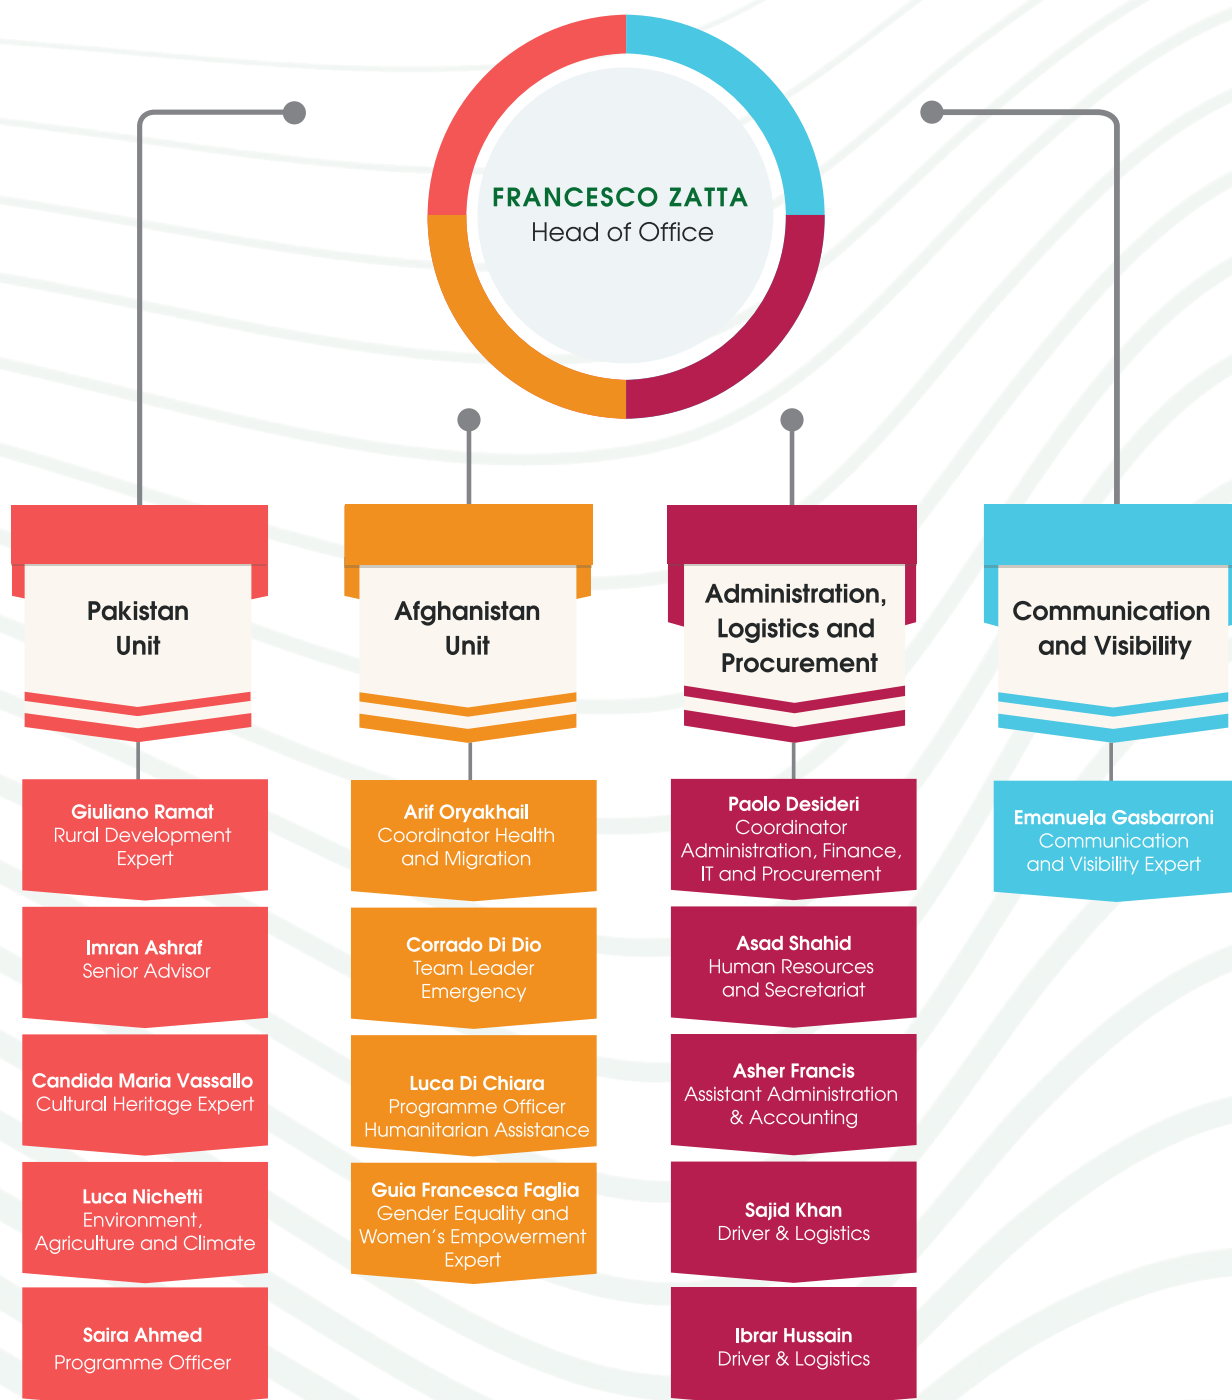 FRANCESCO ZATTA
Head of Office
Pakistan
Unit
Giuliano Ramat
Rural Development
Expert
Imran Ashraf
Senior Advisor
Candida Maria Vassallo
Cultural Heritage Expert
Luca Nichetti
Environment,
Agriculture and Climate
Saira Ahmed
Programme Officer
Afghanistan
Unit
Arif Oryakhail
Coordinator Health
and Migration
Corrado Di Dio
Team Leader
Emergency
Luca Di Chiara
Programme Officer
Humanitarian Assistance
Guia Francesca Faglia
Gender Equality and
Women's Empowerment
Expert
Administration,
Logistics and
Procurement
Paolo Desideri
Coordinator
Administration, Finance,
IT and Procurement
Asad Shahid
Human Resources
and Secretariat
Asher Francis
Assistant Administration
& Accounting
Sajid Khan
Driver & Logistics
Ibrar Hussain
Driver & Logistics
Communication
and Visibility
Emanuela Gasbarroni
Communication
and Visibility Expert